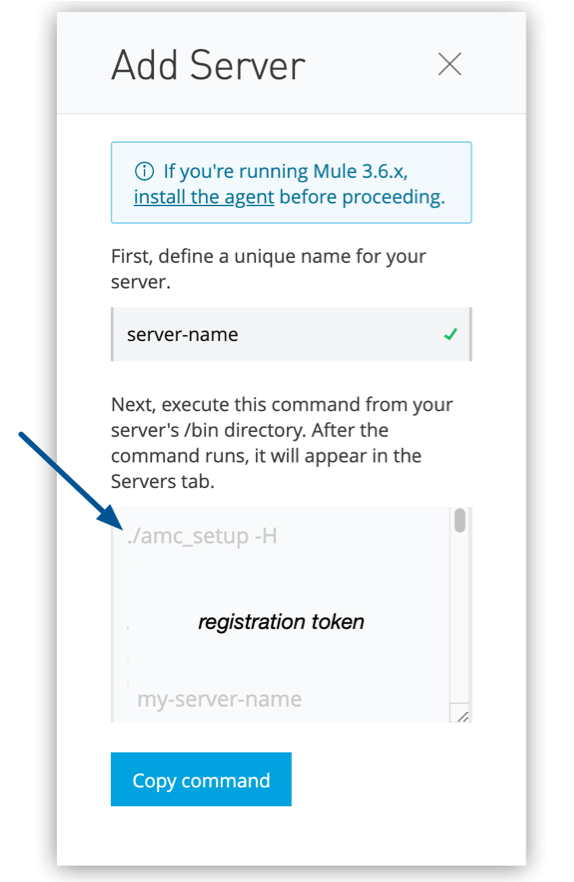 Add Server
If you're running Mule 3.6.x,
install the agent before proceeding.
First, define a unique name for your
server.
server-name
Next, execute this command from your
server's /bin directory. After the
command runs, it will appear in the
Servers tab.
./amc_setup -H
registration token
my-server-name
Copy command